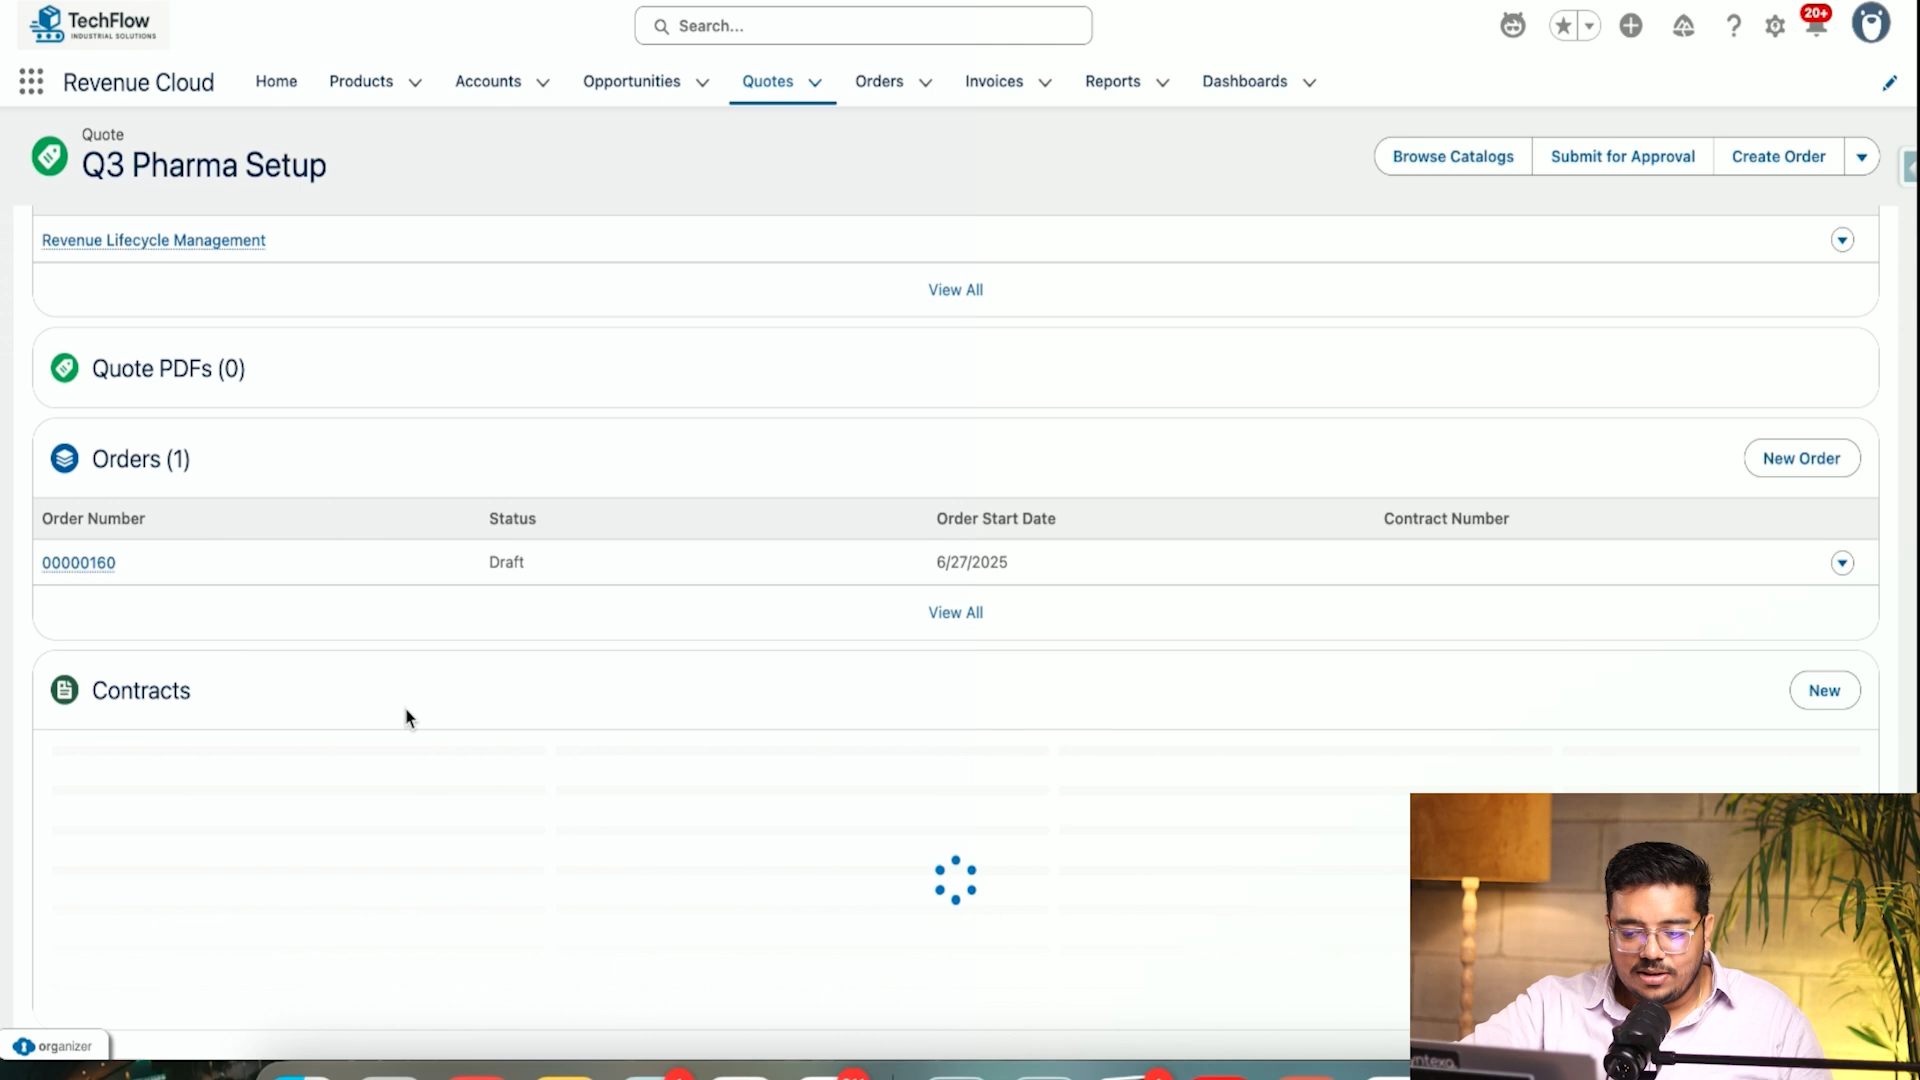 TechFlow
INDUSTRIAL SOLUTIONS
Search...
20+
Revenue Cloud
Home
Products
Accounts
Opportunities
Quotes
Orders
Invoices
Reports
Dashboards
Quote
Q3 Pharma Setup
Browse Catalogs
Submit for Approval
Create Order
Revenue Lifecycle Management
View All
Quote PDFs (0)
Orders (1)
New Order
Order Number
Status
Order Start Date
Contract Number
00000160
Draft
6/27/2025
View All
Contracts
New
organizer